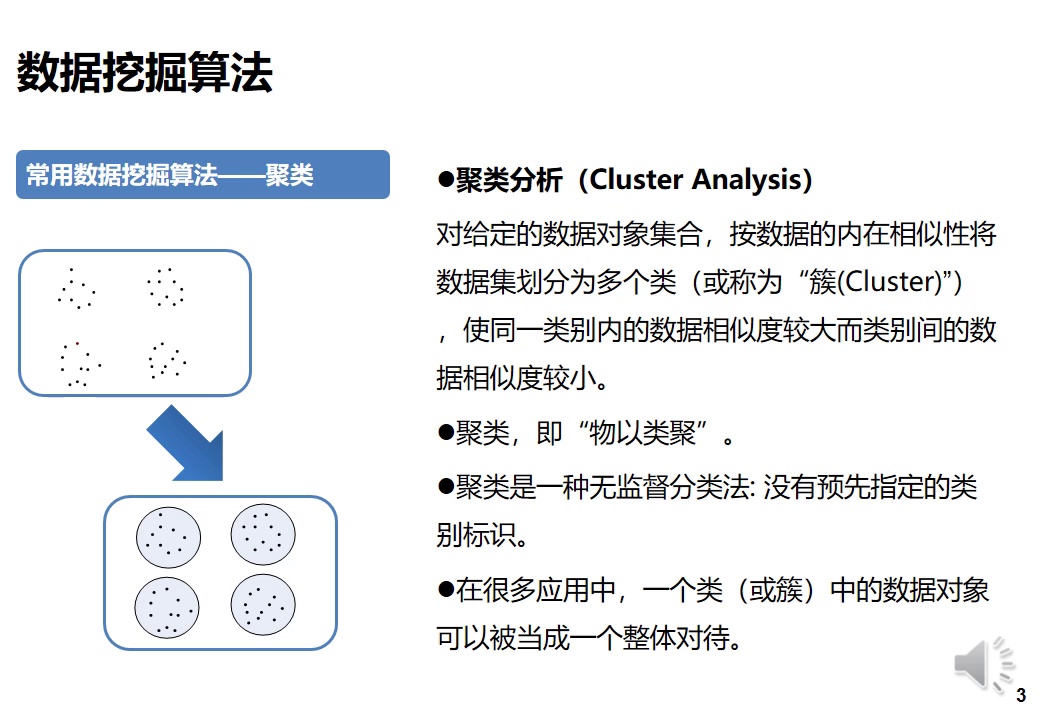 数据挖掘算法
常用数据挖掘算法——聚类
●聚类分析（Cluster Analysis）
对给定的数据对象集合，按数据的内在相似性将
数据集划分为多个类（或称为“簇(Cluster)”）
，使同一类别内的数据相似度较大而类别间的数
据相似度较小。
●聚类，即“物以类聚”。
●聚类是一种无监督分类法: 没有预先指定的类
别标识。
●在很多应用中，一个类（或簇）中的数据对象
可以被当成一个整体对待。
3